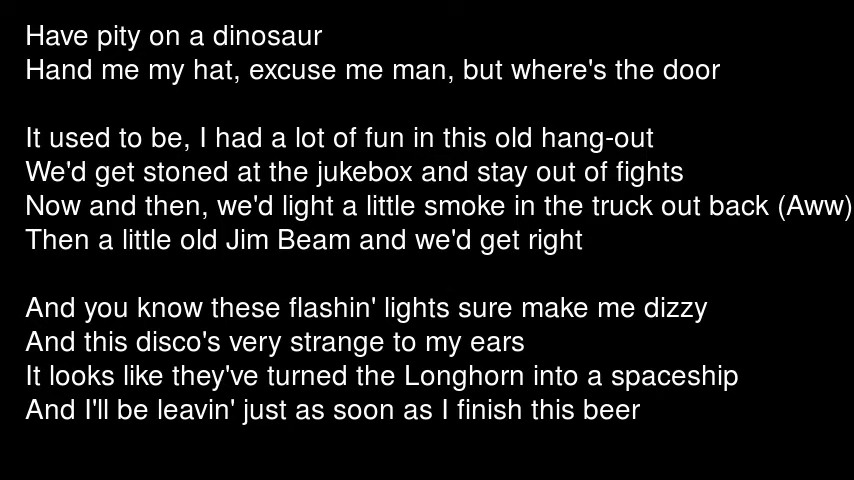 Have pity on a dinosaur
Hand me my hat, excuse me man, but where's the door

It used to be, I had a lot of fun in this old hang-out
We'd get stoned at the jukebox and stay out of fights
Now and then, we'd light a little smoke in the truck out back (Aww)
Then a little old Jim Beam and we'd get right

And you know these flashin' lights sure make me dizzy
And this disco's very strange to my ears
It looks like they've turned the Longhorn into a spaceship
And I'll be leavin' just as soon as I finish this beer